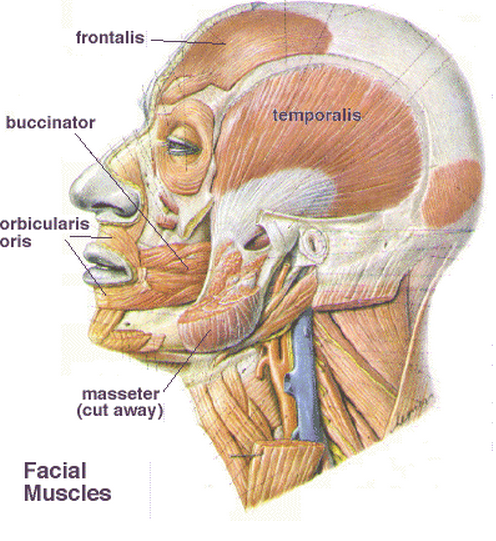 frontalis
temporalis
buccinator
orbicularis
oris
masseter
(cut away)
Facial
Muscles